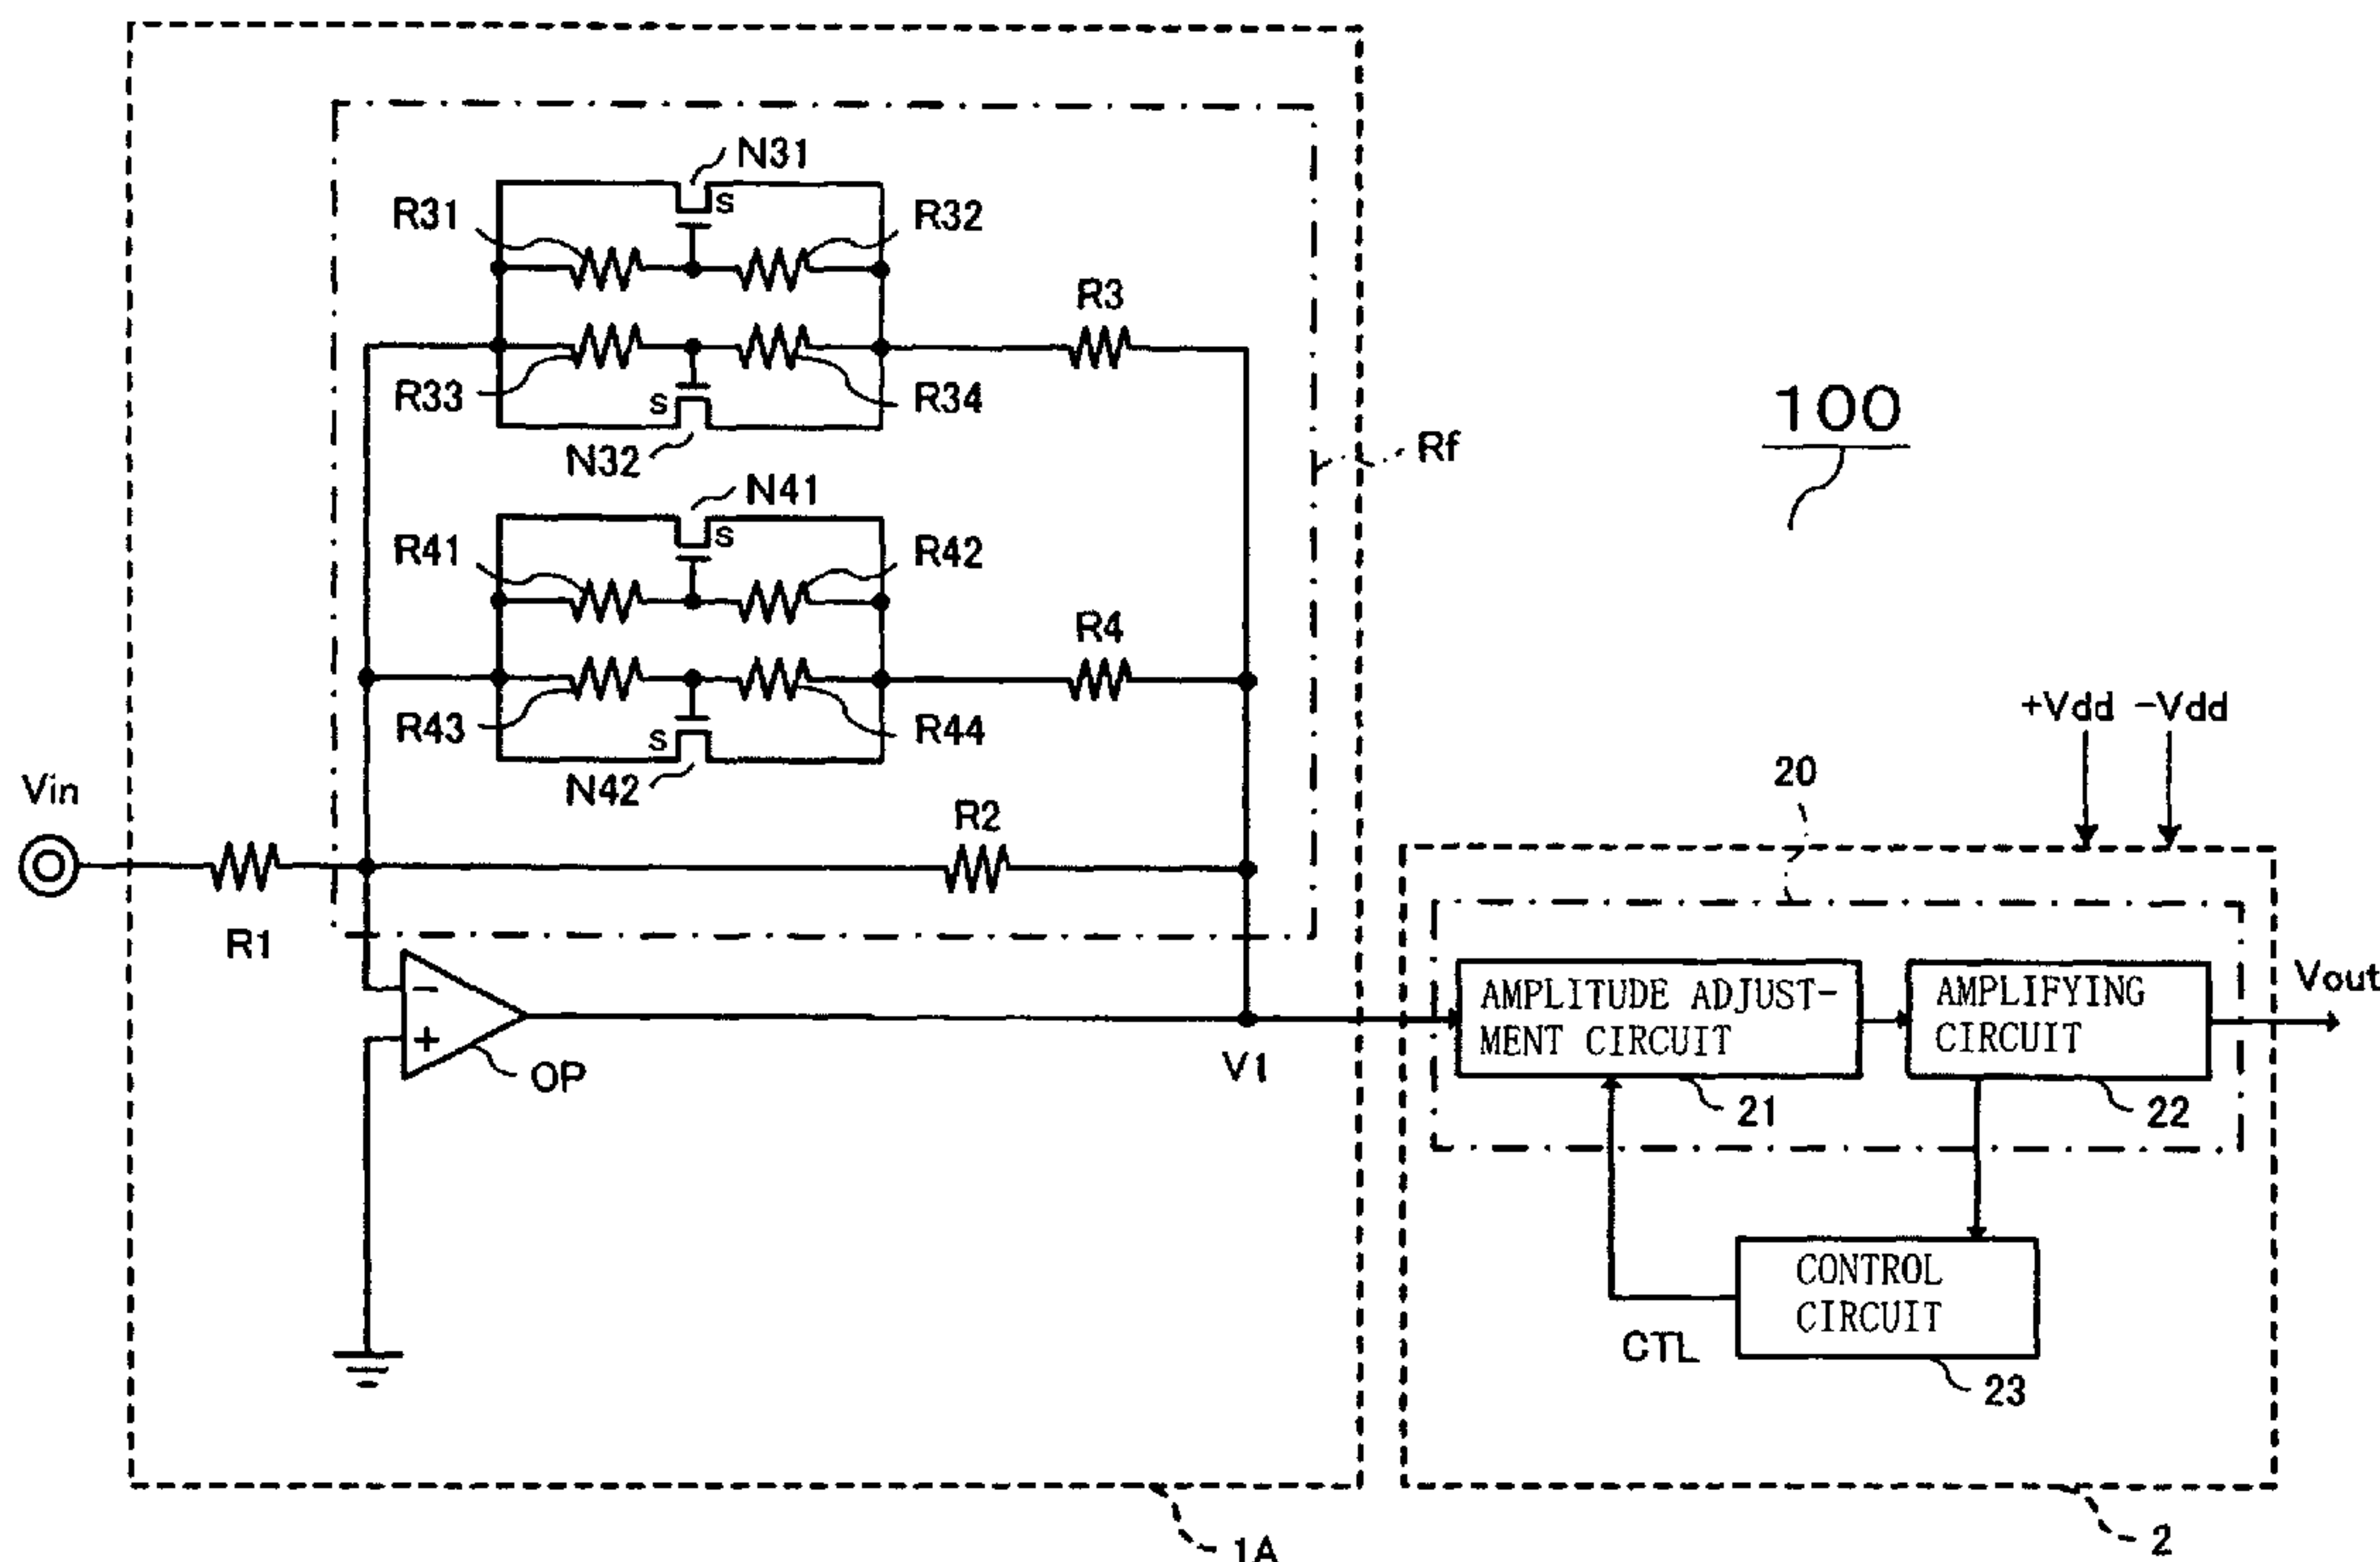 N31
S
R31
R32
R3
R33
S
R34
N32
Rf
100
N41
S
R41
R42
R4
R43
S
R44
N42
+Vdd
-Vdd
20
Vin
R2
R1
AMPLITUDE ADJUST-
MENT CIRCUIT
AMPLIFYING
CIRCUIT
Vout
−
+
OP
V1
21
22
CONTROL
CIRCUIT
CTL
23
1A
2